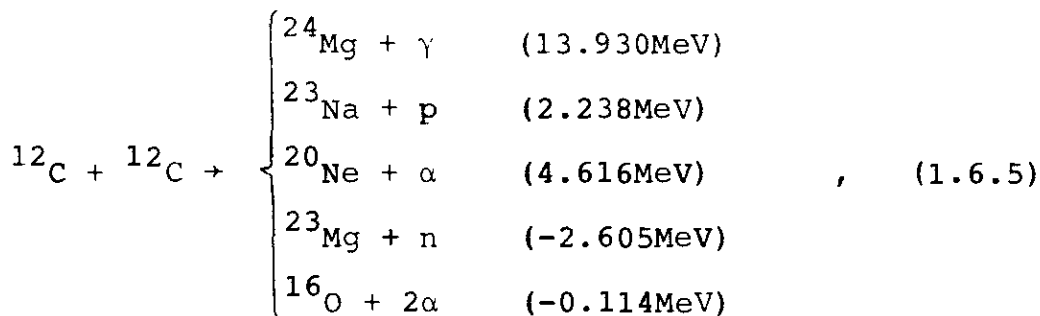 ²⁴Mg + γ (13.930MeV)
²³Na + p (2.238MeV)
¹²C + ¹²C → { ²⁰Ne + α (4.616MeV) , (1.6.5)
²³Mg + n (-2.605MeV)
¹⁶O + 2α (-0.114MeV)